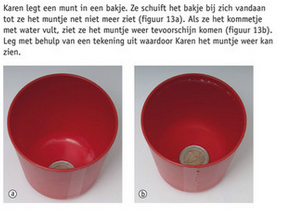 Karen legt een munt in een bakje. Ze schuift het bakje bij zich vandaan
tot ze het muntje net niet meer ziet (figuur 13a). Als ze het kommetje
met water vult, ziet ze het muntje weer tevoorschijn komen (figuur 13b).
Leg met behulp van een tekening uit waardoor Karen het muntje weer kan
zien.
a
b